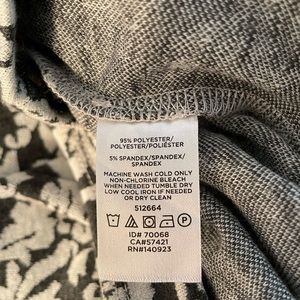 95% POLYESTER/
POLYESTER/POLIÉSTER
5% SPANDEX/SPANDEX/
SPANDEX
MACHINE WASH COLD ONLY
NON-CHLORINE BLEACH
WHEN NEEDED TUMBLE DRY
LOW COOL IRON IF NEEDED
OR DRY CLEAN
512664
ID# 70068
CA#57421
RN#140923